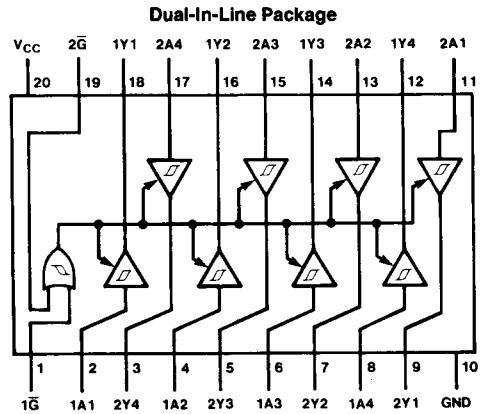 Dual-In-Line Package
VCC 2G̅ 1Y1 2A4 1Y2 2A3 1Y3 2A2 1Y4 2A1
20 19 18 17 16 15 14 13 12 11
1 2 3 4 5 6 7 8 9 10
1G̅ 1A1 2Y4 1A2 2Y3 1A3 2Y2 1A4 2Y1 GND